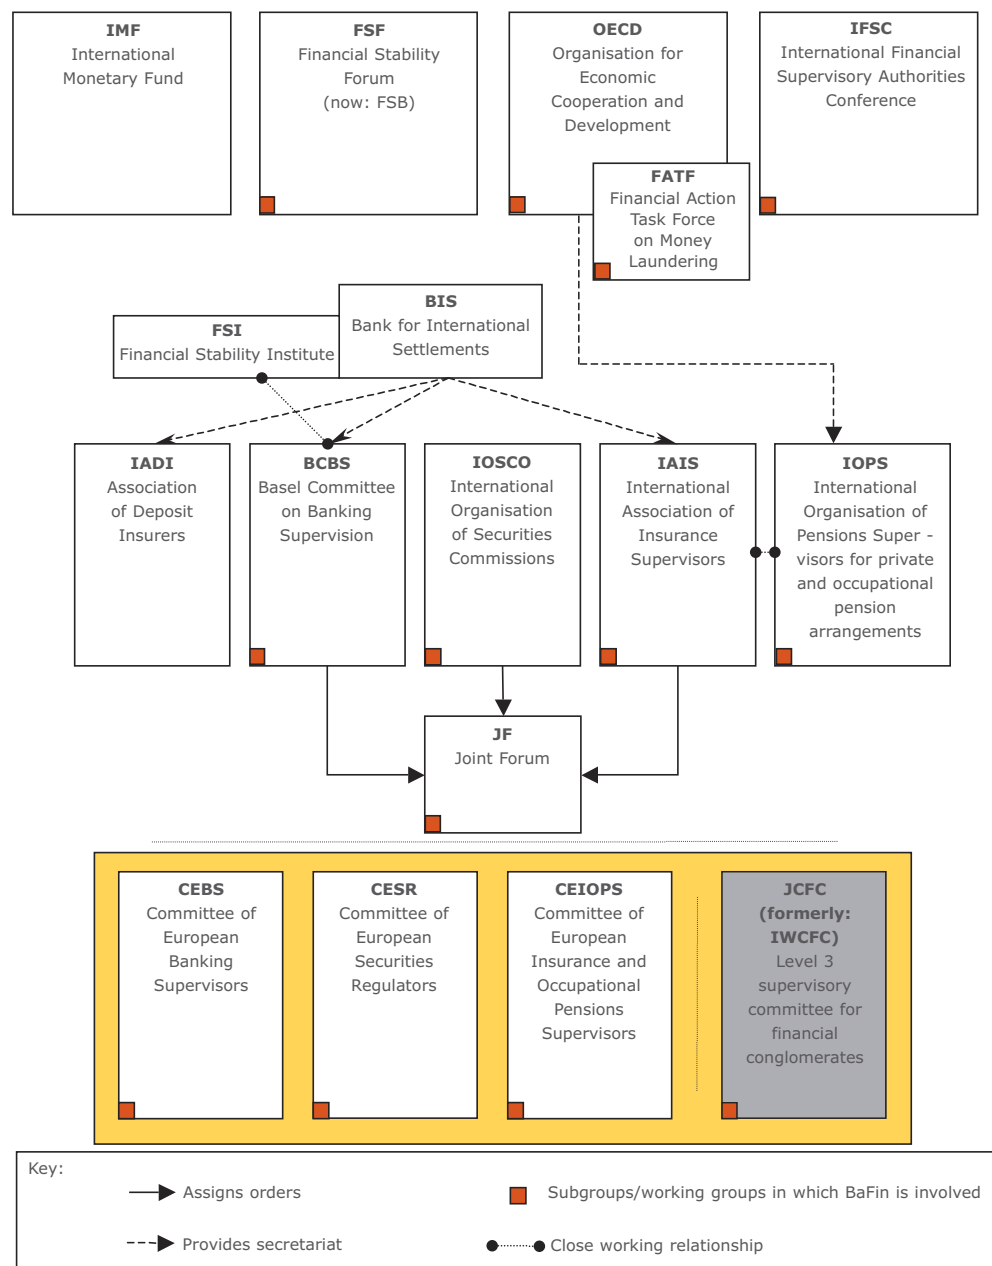 IMF
International
Monetary Fund
FSF
Financial Stability
Forum
(now: FSB)
OECD
Organisation for
Economic
Cooperation and
Development
IFSC
International Financial
Supervisory Authorities
Conference
FATF
Financial Action
Task Force
on Money
Laundering
FSI
Financial Stability Institute
BIS
Bank for International
Settlements
IADI
Association
of Deposit
Insurers
BCBS
Basel Committee
on Banking
Supervision
IOSCO
International
Organisation
of Securities
Commissions
IAIS
International
Association of
Insurance
Supervisors
IOPS
International
Organisation of
Pensions Super -
visors for private
and occupational
pension
arrangements
JF
Joint Forum
CEBS
Committee of
European
Banking
Supervisors
CESR
Committee of
European
Securities
Regulators
CEIOPS
Committee of
European
Insurance and
Occupational
Pensions
Supervisors
JCFC
(formerly:
IWCFC)
Level 3
supervisory
committee for
financial
conglomerates
Key:
Assigns orders
Subgroups/working groups in which BaFin is involved
Provides secretariat
Close working relationship